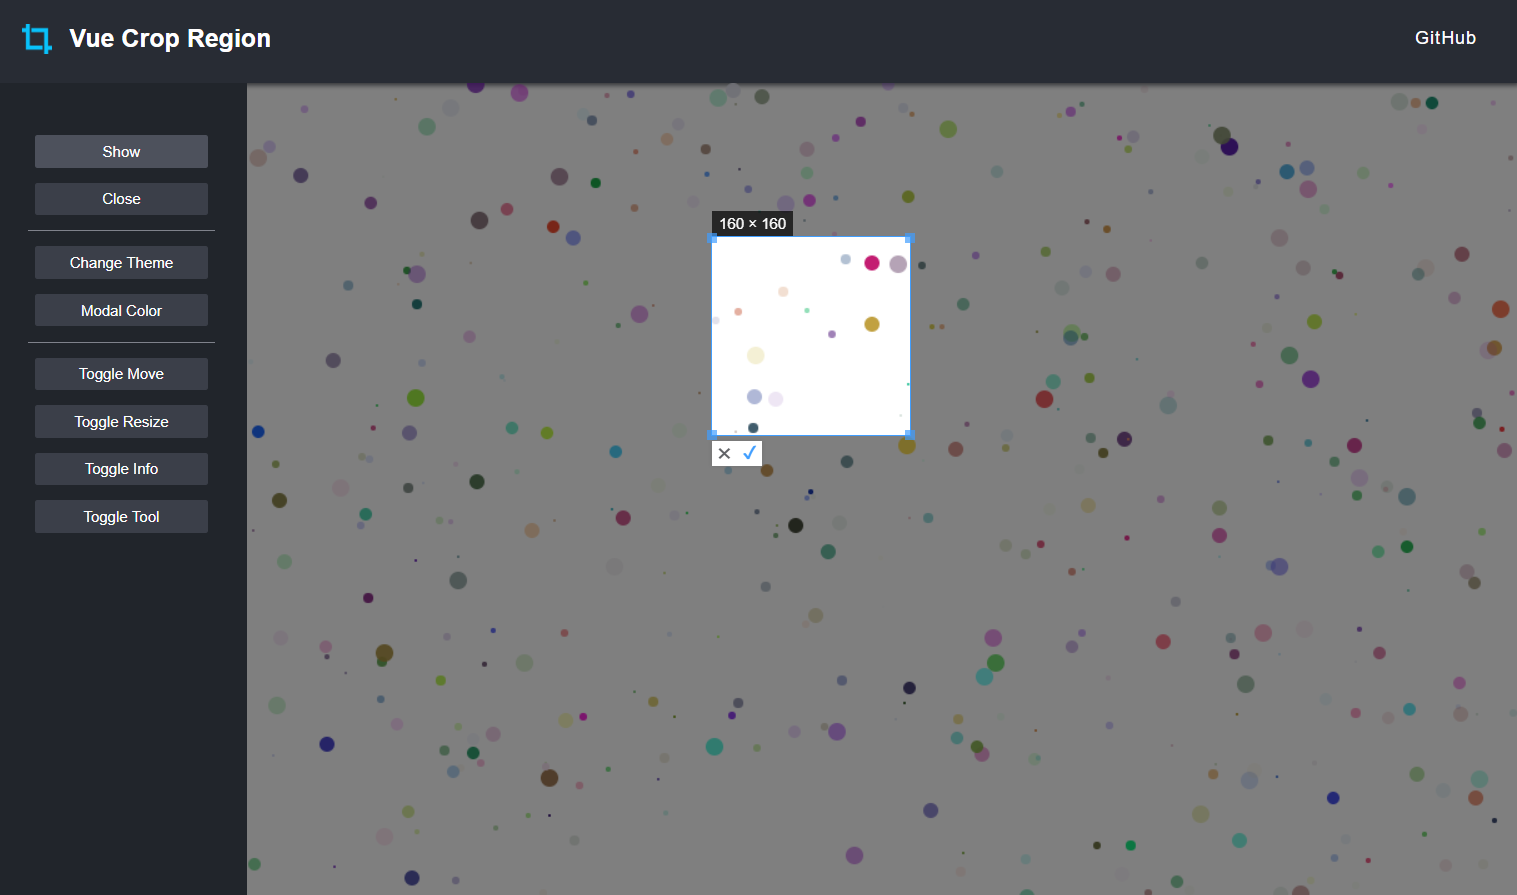 Vue Crop Region
GitHub
Show
Close
Change Theme
Modal Color
Toggle Move
Toggle Resize
Toggle Info
Toggle Tool
160 × 160